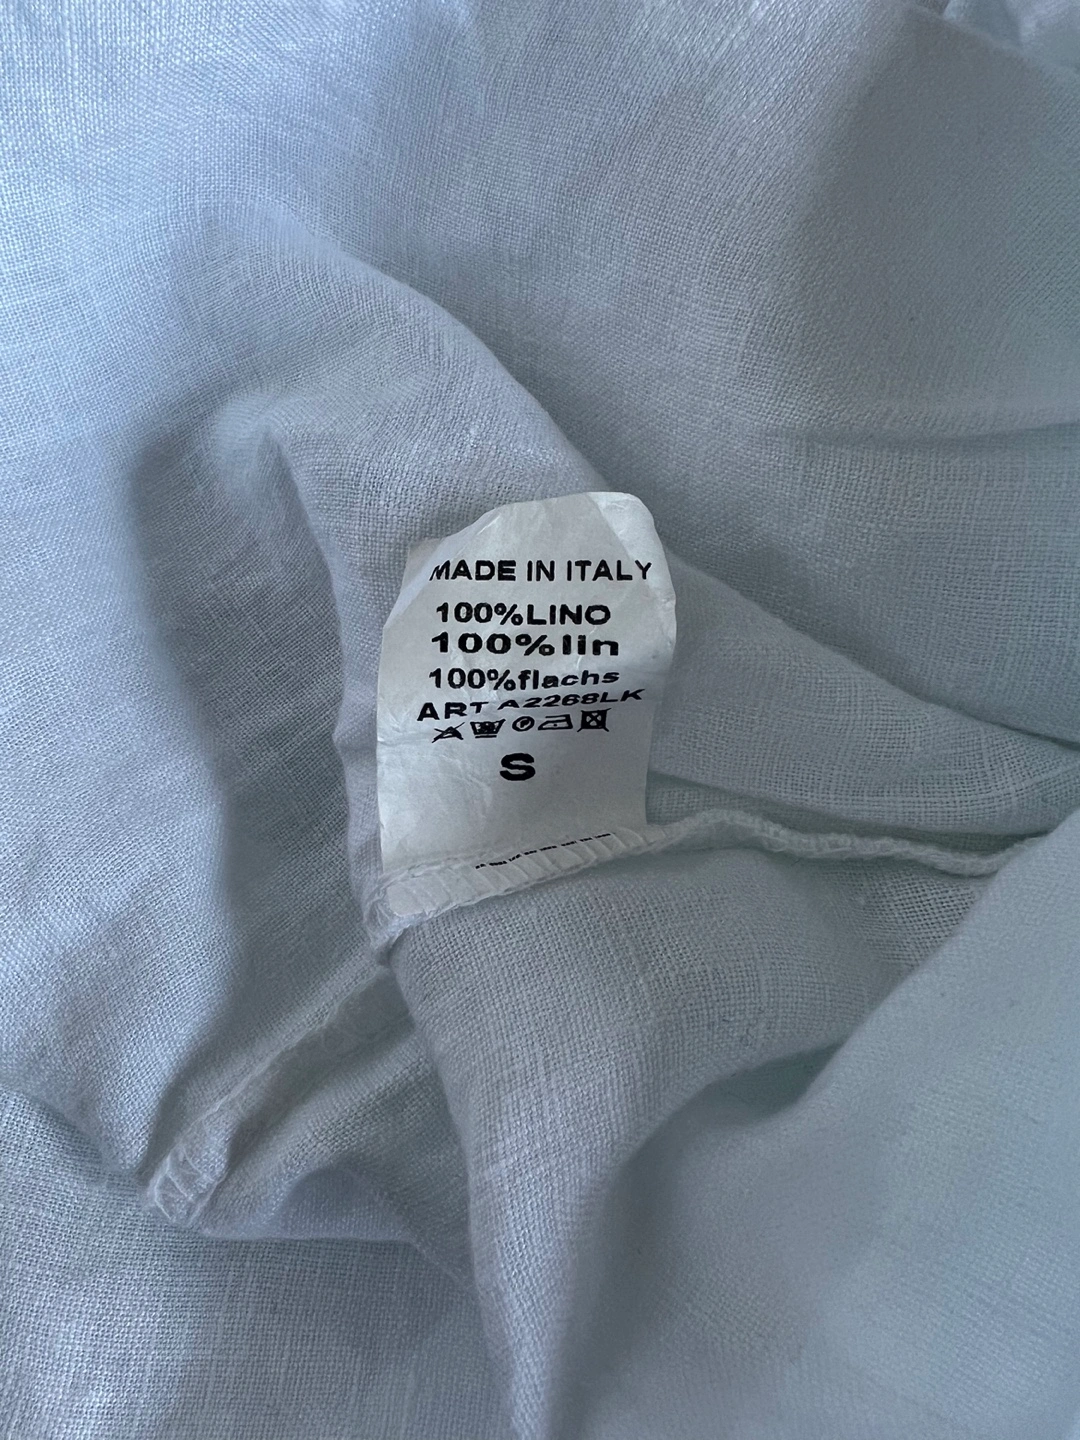 MADE IN ITALY
100%LINO
100%lin
100%flachs
ART A2268LK
S